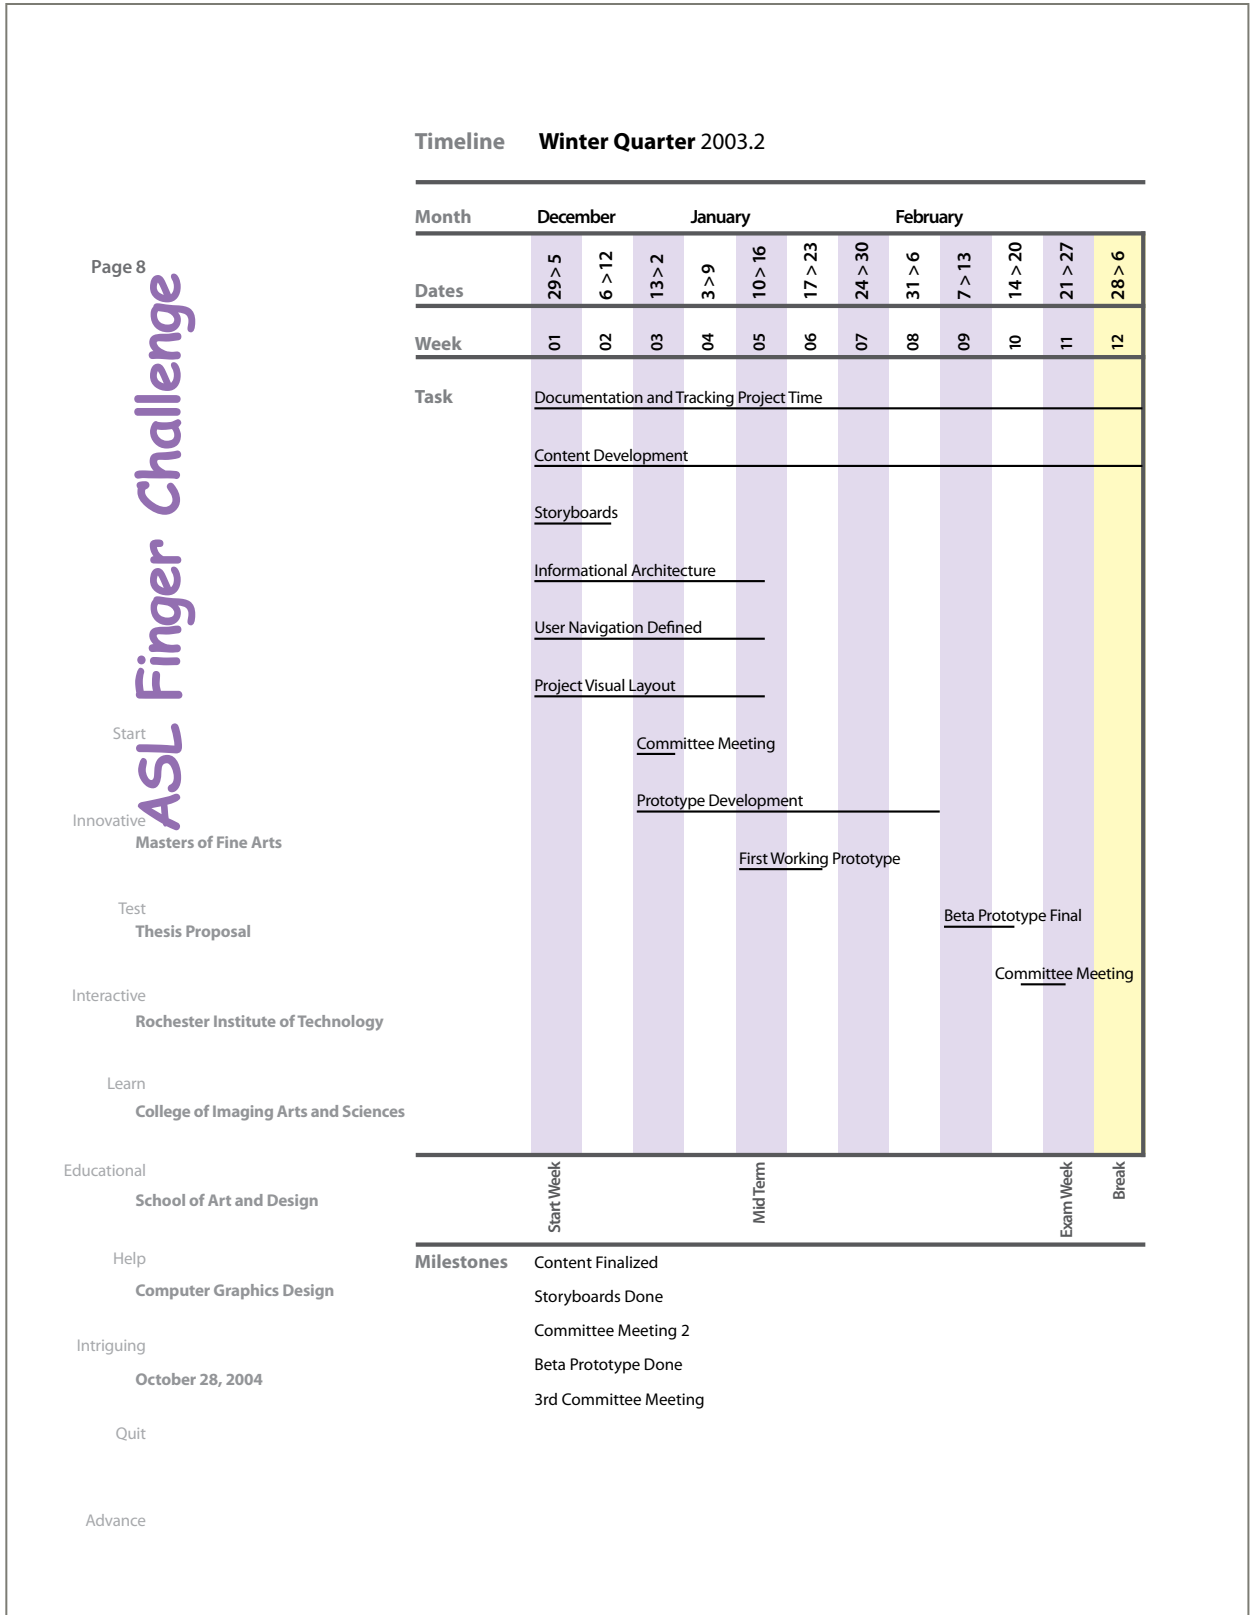 Timeline Winter Quarter 2003.2
Month December January February
Page 8
Dates 29 > 5 6 > 12 13 > 2 3 > 9 10 > 16 17 > 23 24 > 30 31 > 6 7 > 13 14 > 20 21 > 27 28 > 6
Week 01 02 03 04 05 06 07 08 09 10 11 12
ASL Finger Challenge
Task Documentation and Tracking Project Time
Content Development
Storyboards
Informational Architecture
User Navigation Defined
Project Visual Layout
Start
Committee Meeting
Prototype Development
Innovative
Masters of Fine Arts
First Working Prototype
Test
Beta Prototype Final
Thesis Proposal
Committee Meeting
Interactive
Rochester Institute of Technology
Learn
College of Imaging Arts and Sciences
Educational
School of Art and Design
Start Week Mid Term Exam Week Break
Help
Milestones Content Finalized
Computer Graphics Design
Storyboards Done
Committee Meeting 2
Intriguing
Beta Prototype Done
October 28, 2004
3rd Committee Meeting
Quit
Advance